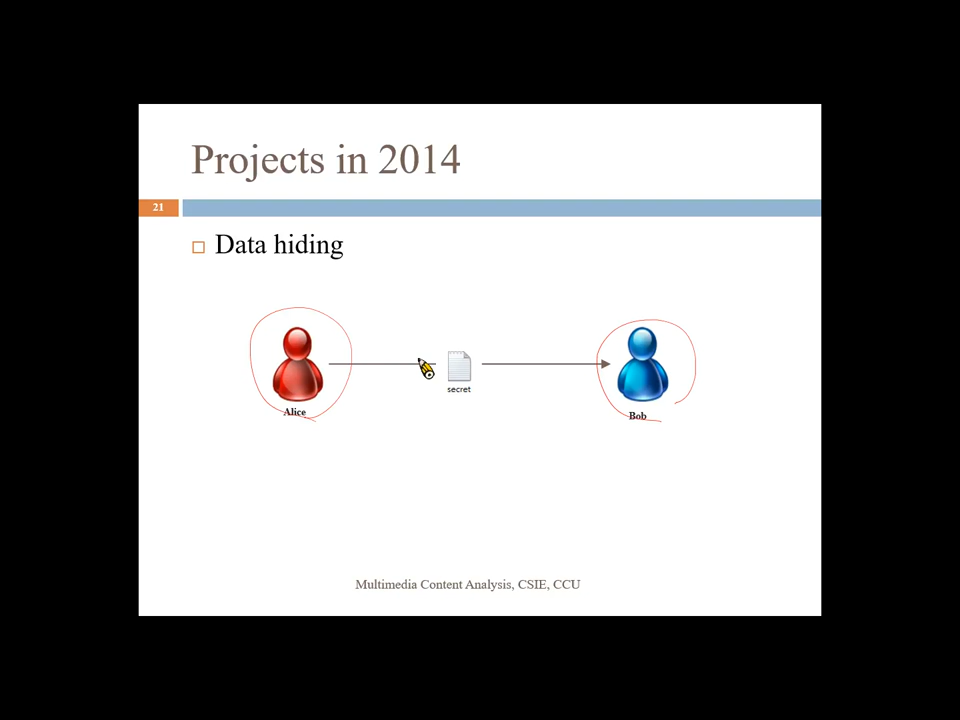 Projects in 2014
21
Data hiding
secret
Alice
Bob
Multimedia Content Analysis, CSIE, CCU